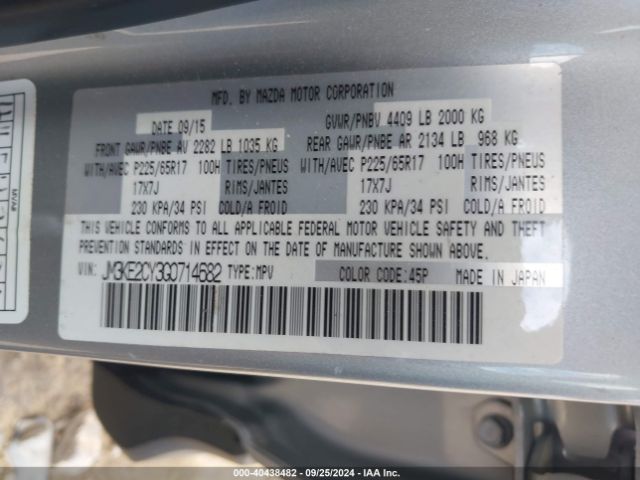 MFD. BY MAZDA MOTOR CORPORATION
DATE 09/15 GVWR/PNBV 4409 LB 2000 KG
FRONT GAWR/PNBE AV 2282 LB 1035 KG REAR GAWR/PNBE AR 2134 LB 968 KG
WITH/AVEC P225/65R17 100H TIRES/PNEUS WITH/AVEC P225/65R17 100H TIRES/PNEUS
17X7J RIMS/JANTES 17X7J RIMS/JANTES
230 KPA/34 PSI COLD/A FROID 230 KPA/34 PSI COLD/A FROID
THIS VEHICLE CONFORMS TO ALL APPLICABLE FEDERAL MOTOR VEHICLE SAFETY AND THEFT
PREVENTION STANDARDS IN EFFECT ON THE DATE OF MANUFACTURE SHOWN ABOVE.
VIN: JM3KE2CY3G0714582 TYPE:MPV COLOR CODE:45P MADE IN JAPAN
000-40438482 - 09/25/2024 - IAA Inc.